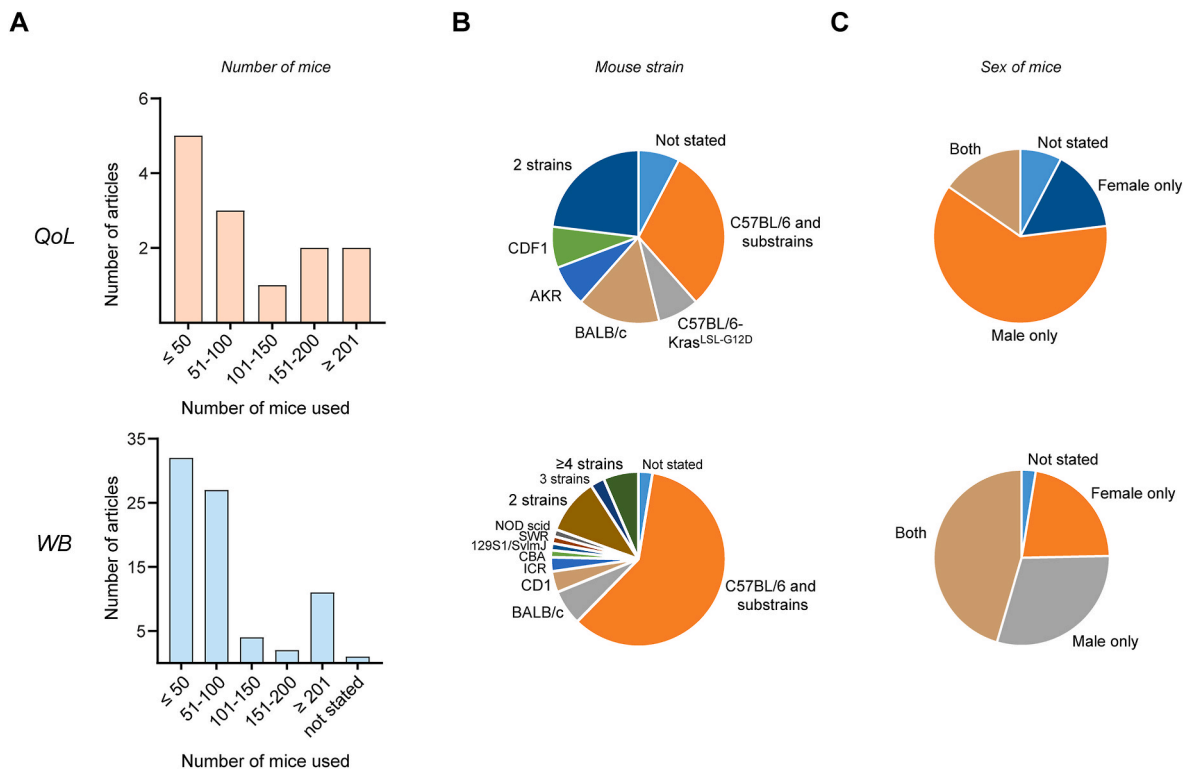 A
B
C
Number of mice
Mouse strain
Sex of mice
QoL
Number of articles
6
4
2
≤ 50
51-100
101-150
151-200
≥ 201
Number of mice used
Not stated
2 strains
C57BL/6 and
substrains
CDF1
AKR
BALB/c
C57BL/6-
KrasLSL-G12D
Both
Not stated
Female only
Male only
WB
Number of articles
35
25
15
5
≤ 50
51-100
101-150
151-200
≥ 201
not stated
Number of mice used
≥4 strains
Not stated
3 strains
2 strains
NOD scid
SWR
129S1/SvlmJ
CBA
ICR
CD1
BALB/c
C57BL/6 and
substrains
Not stated
Female only
Both
Male only